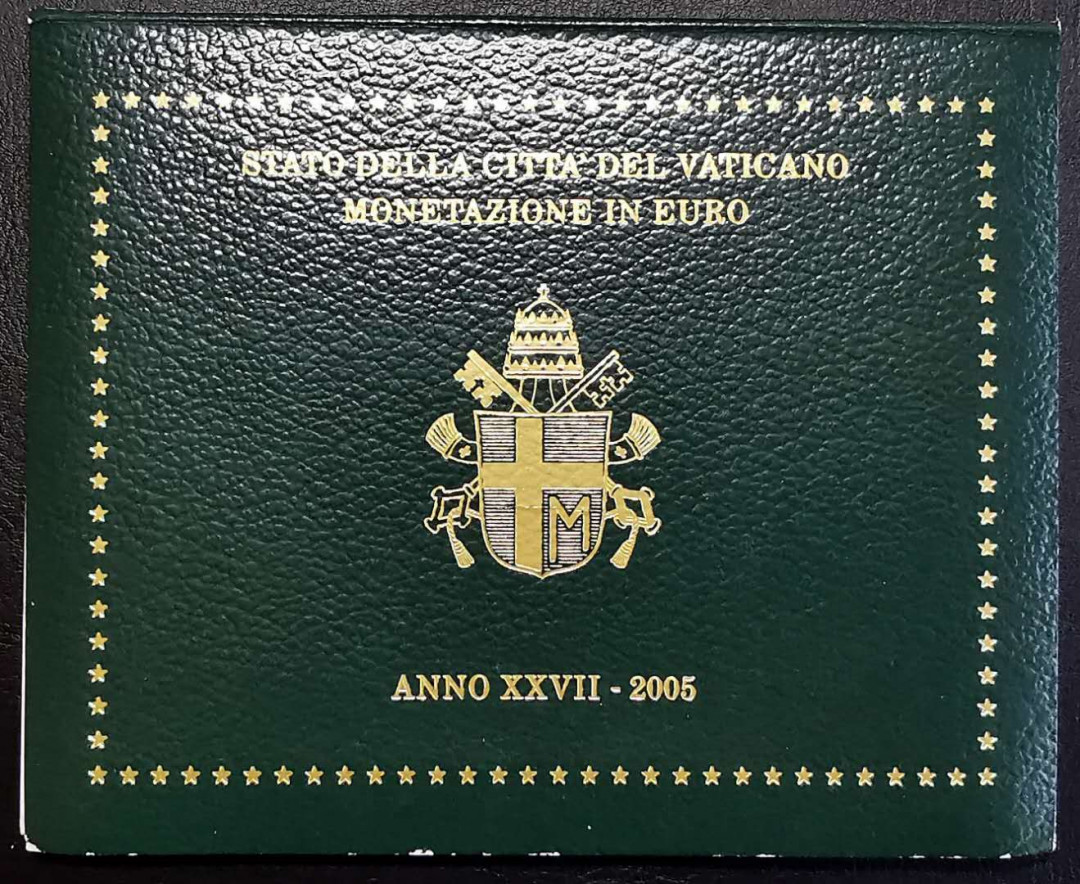 STATO DELLA CITTA' DEL VATICANO
MONETAZIONE IN EURO
M
ANNO XXVII - 2005